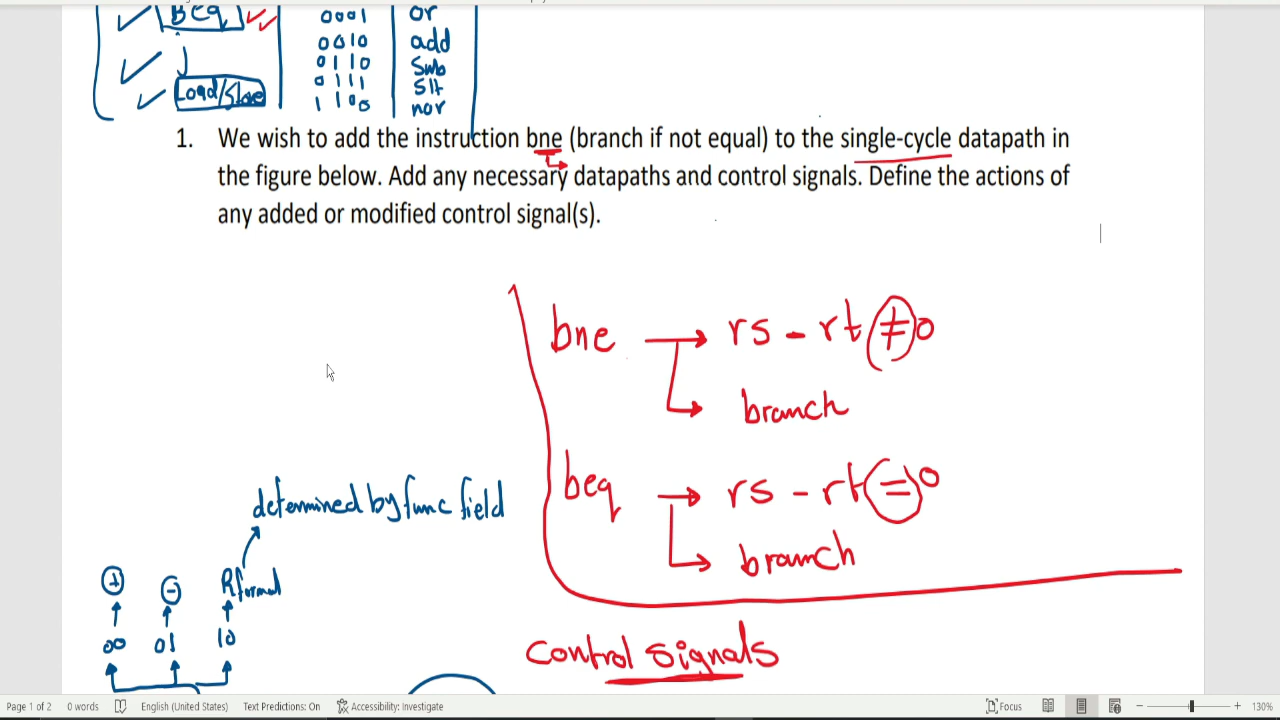 Beq 0001 or
0010 add
j 0110 Sub
Load/Store 0111 Slt
1100 nor
1. We wish to add the instruction bne (branch if not equal) to the single-cycle datapath in
the figure below. Add any necessary datapaths and control signals. Define the actions of
any added or modified control signal(s).
bne → rs - rt ≠ 0
branch
beq → rs - rt = 0
branch
determined by func field
+ - R format
00 01 10
control signals
Page 1 of 2 0 words English (United States) Text Predictions: On Accessibility: Investigate Focus 130%